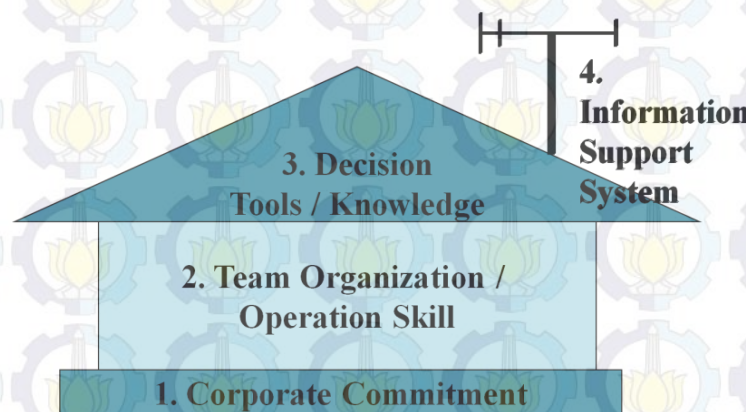 4.
Information
Support
System
3. Decision
Tools / Knowledge
2. Team Organization /
Operation Skill
1. Corporate Commitment